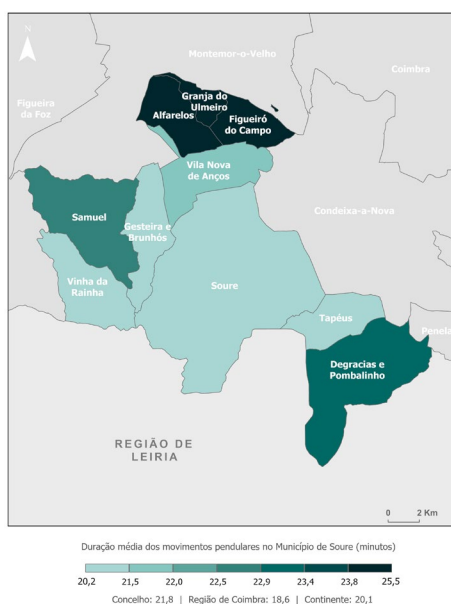 N
Montemor-o-Velho
Coimbra
Figueira
da Foz
Granja do
Ulmeiro
Alfarelos
Figueiró
do Campo
Vila Nova
de Anços
Samuel
Gesteira e
Brunhós
Condeixa-a-Nova
Vinha da
Rainha
Soure
Tapéus
Penela
Degracias e
Pombalinho
REGIÃO DE
LEIRIA
0 2 Km
Duração média dos movimentos pendulares no Município de Soure (minutos)
20,2 21,5 22,0 22,5 22,9 23,4 23,8 25,5
Concelho: 21,8 | Região de Coimbra: 18,6 | Continente: 20,1